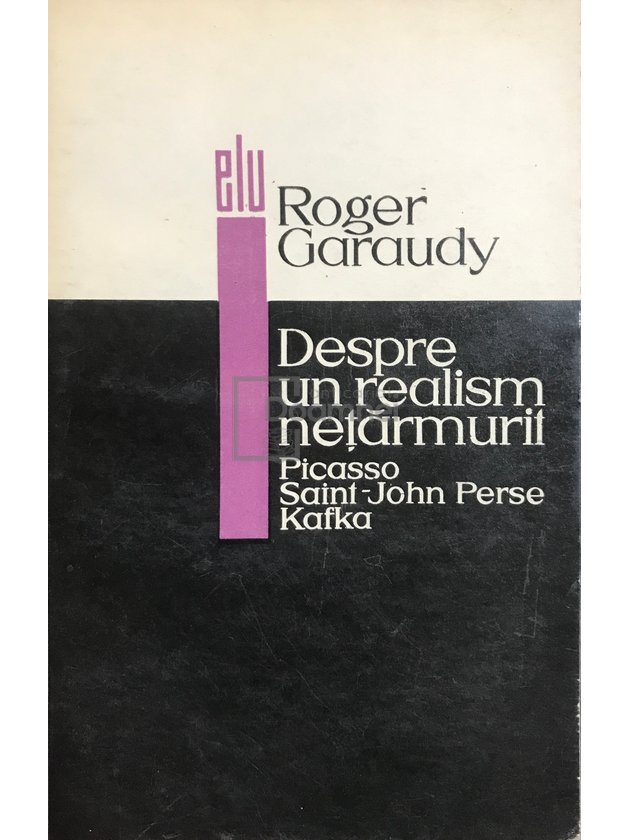 elu
Roger
Garaudy
Despre
un realism
nețărmurit
Picasso
Saint-John Perse
Kafka